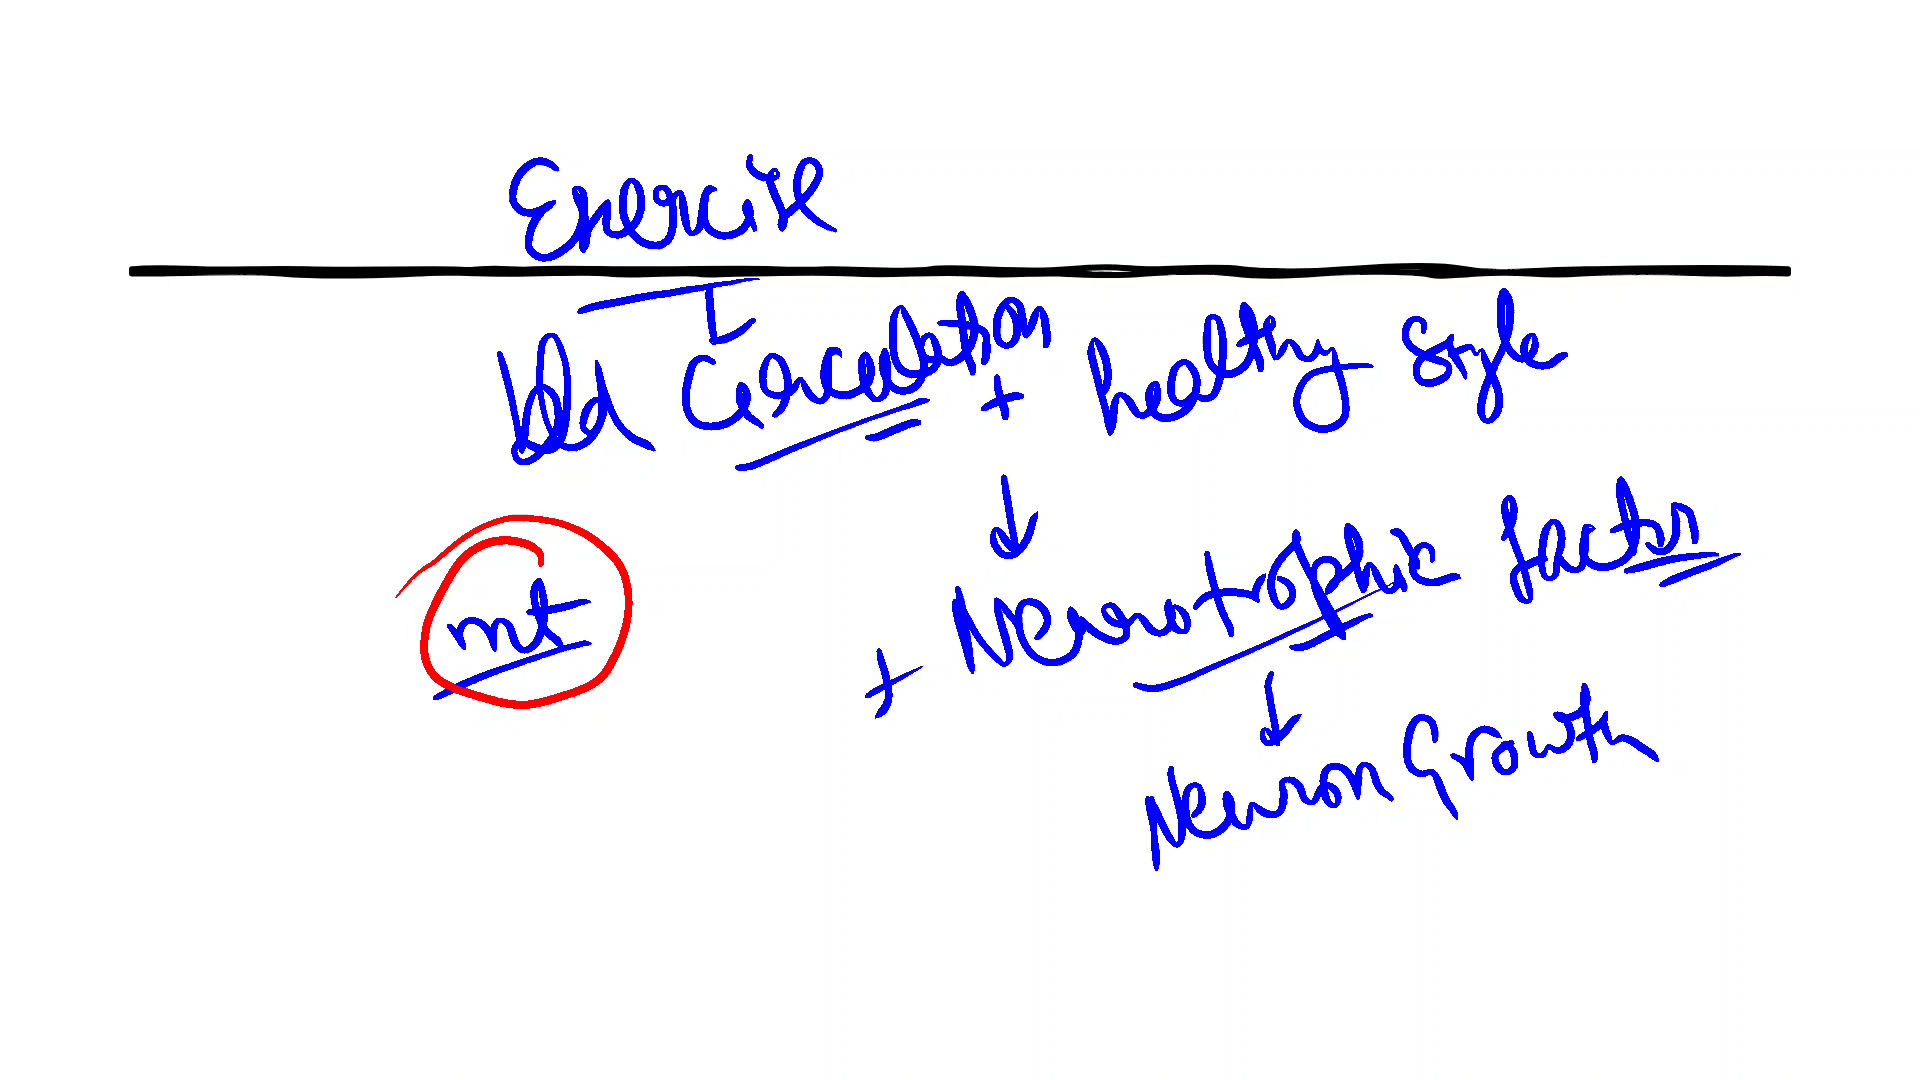 Exercise
bld Circulation + healthy style
mt
+ Neurotrophic factor
Neuron Growth